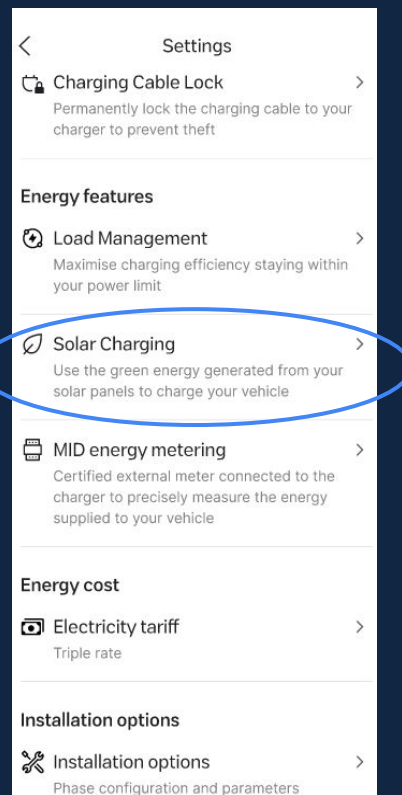 Settings
Charging Cable Lock
Permanently lock the charging cable to your
charger to prevent theft
Energy features
Load Management
Maximise charging efficiency staying within
your power limit
Solar Charging
Use the green energy generated from your
solar panels to charge your vehicle
MID energy metering
Certified external meter connected to the
charger to precisely measure the energy
supplied to your vehicle
Energy cost
Electricity tariff
Triple rate
Installation options
Installation options
Phase configuration and parameters